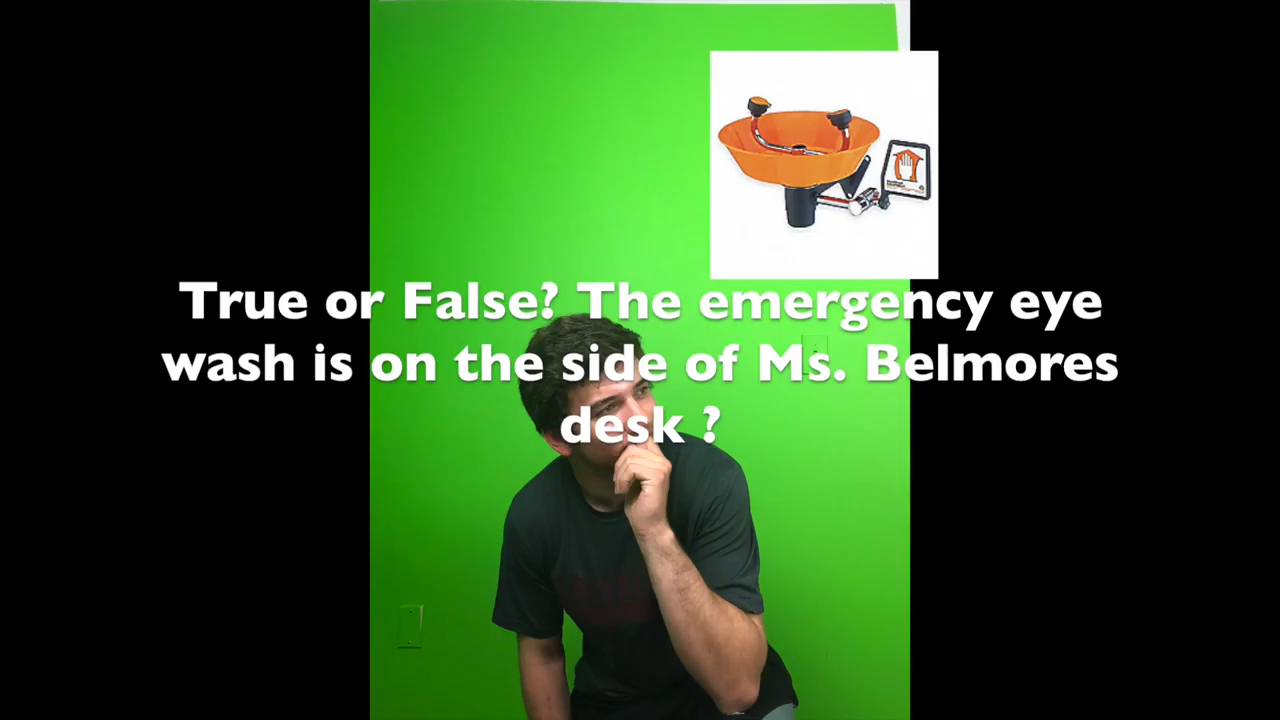 True or False? The emergency eye
wash is on the side of Ms. Belmores
desk ?